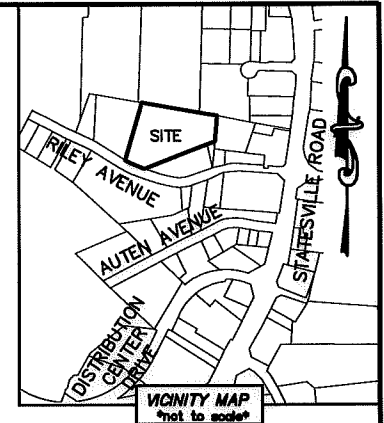 SITE
RILEY AVENUE
STATESVILLE ROAD
AUTEN AVENUE
DISTRIBUTION
CENTER
DRIVE
VICINITY MAP
*not to scale*